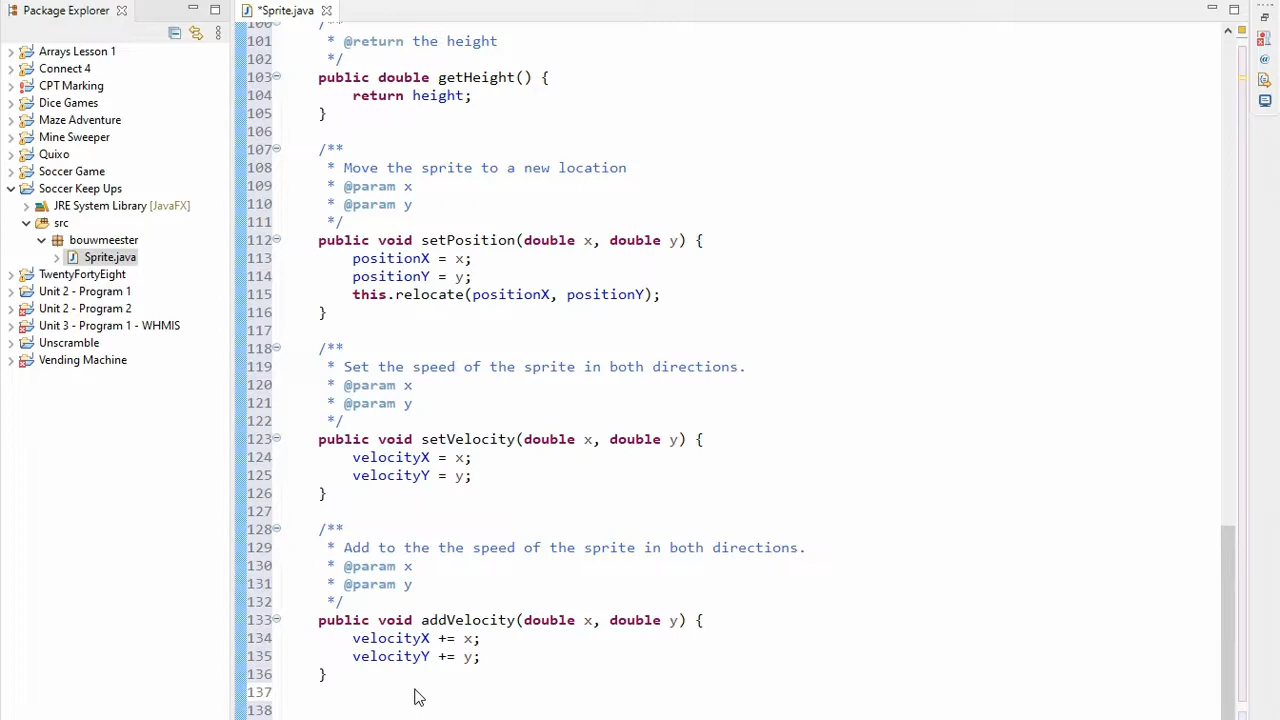 Package Explorer
*Sprite.java
Arrays Lesson 1
Connect 4
CPT Marking
Dice Games
Maze Adventure
Mine Sweeper
Quixo
Soccer Game
Soccer Keep Ups
JRE System Library [JavaFX]
src
bouwmeester
Sprite.java
TwentyFortyEight
Unit 2 - Program 1
Unit 2 - Program 2
Unit 3 - Program 1 - WHMIS
Unscramble
Vending Machine
100 /**
101 * @return the height
102 */
103 public double getHeight() {
104 return height;
105 }
106
107 /**
108 * Move the sprite to a new location
109 * @param x
110 * @param y
111 */
112 public void setPosition(double x, double y) {
113 positionX = x;
114 positionY = y;
115 this.relocate(positionX, positionY);
116 }
117
118 /**
119 * Set the speed of the sprite in both directions.
120 * @param x
121 * @param y
122 */
123 public void setVelocity(double x, double y) {
124 velocityX = x;
125 velocityY = y;
126 }
127
128 /**
129 * Add to the the speed of the sprite in both directions.
130 * @param x
131 * @param y
132 */
133 public void addVelocity(double x, double y) {
134 velocityX += x;
135 velocityY += y;
136 }
137
138